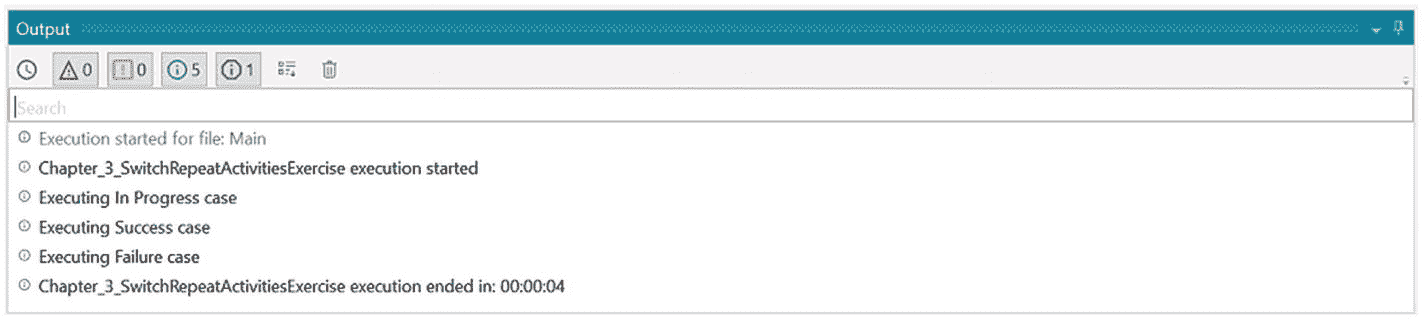 Output
0 0 5 1
Search
Execution started for file: Main
Chapter_3_SwitchRepeatActivitiesExercise execution started
Executing In Progress case
Executing Success case
Executing Failure case
Chapter_3_SwitchRepeatActivitiesExercise execution ended in: 00:00:04